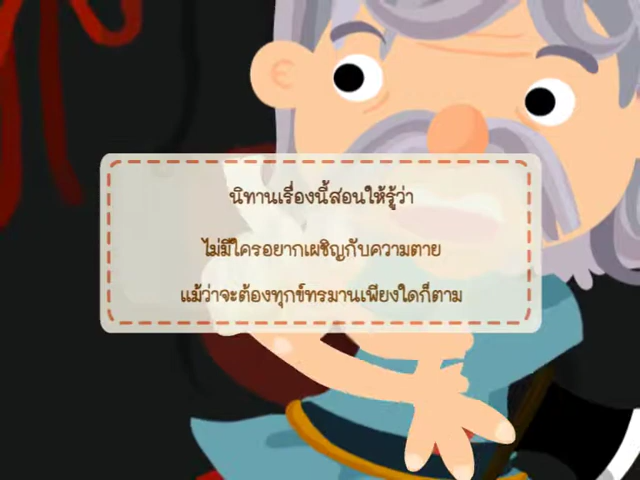 นิทานเรื่องนี้สอนให้รู้ว่า
ไม่มีใครอยากเผชิญกับความตาย
แม้ว่าจะต้องทุกข์ทรมานเพียงใดก็ตาม